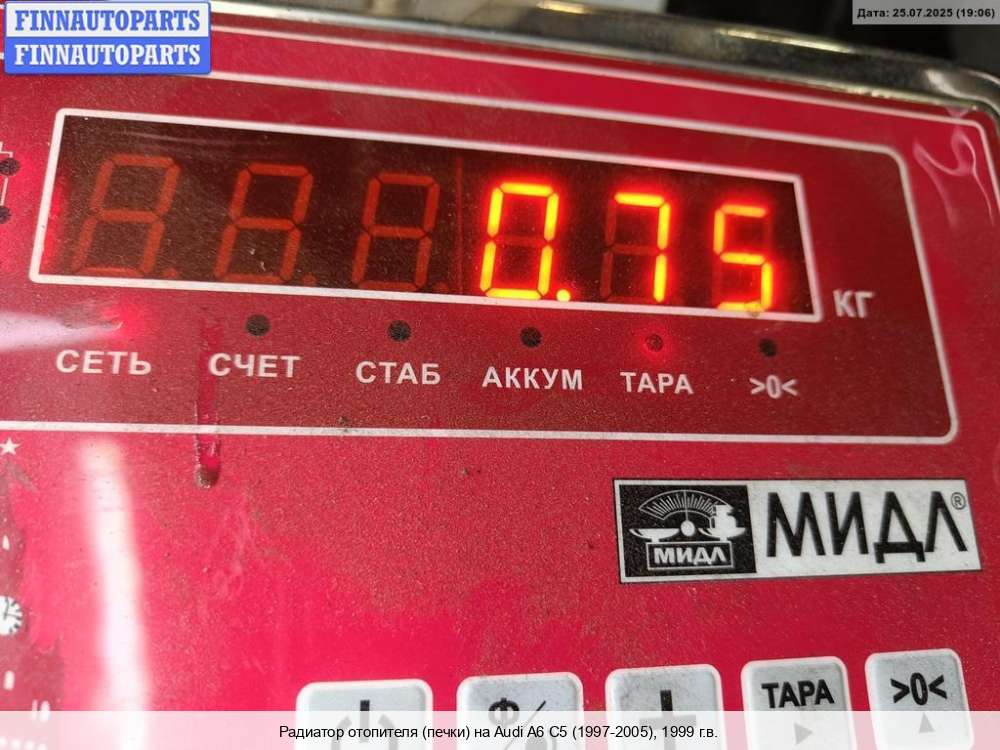 FINNAUTOPARTS
FINNAUTOPARTS
Дата: 25.07.2025 (19:06)
0.75
КГ
СЕТЬ СЧЕТ СТАБ АККУМ ТАРА >0<
МИДЛ МИДЛ®
Ф/ + ТАРА >0<
Радиатор отопителя (печки) на Audi A6 C5 (1997-2005), 1999 г.в.